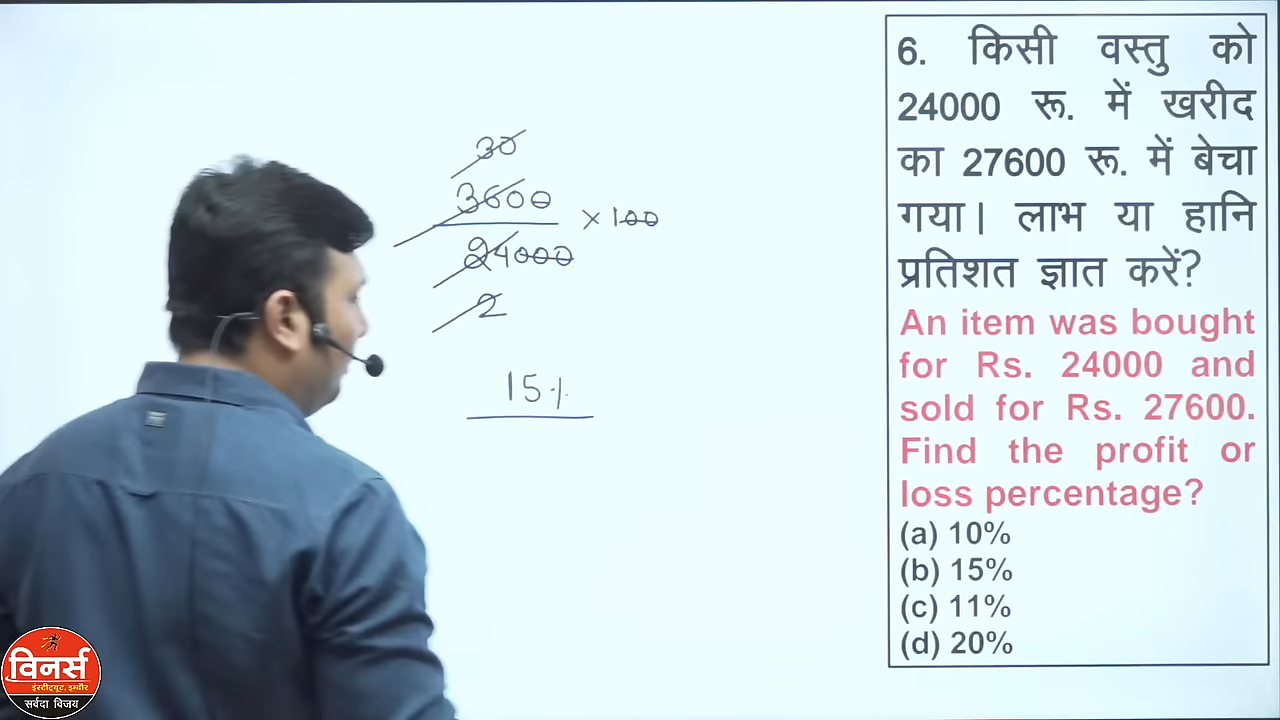 30
3600
× 100
24000
2
15%
6. किसी वस्तु को
24000 रू. में खरीद
का 27600 रू. में बेचा
गया। लाभ या हानि
प्रतिशत ज्ञात करें?
An item was bought
for Rs. 24000 and
sold for Rs. 27600.
Find the profit or
loss percentage?
(a) 10%
(b) 15%
(c) 11%
(d) 20%
विनर्स
इंस्टीट्यूट, इन्दौर
सर्वदा विजय